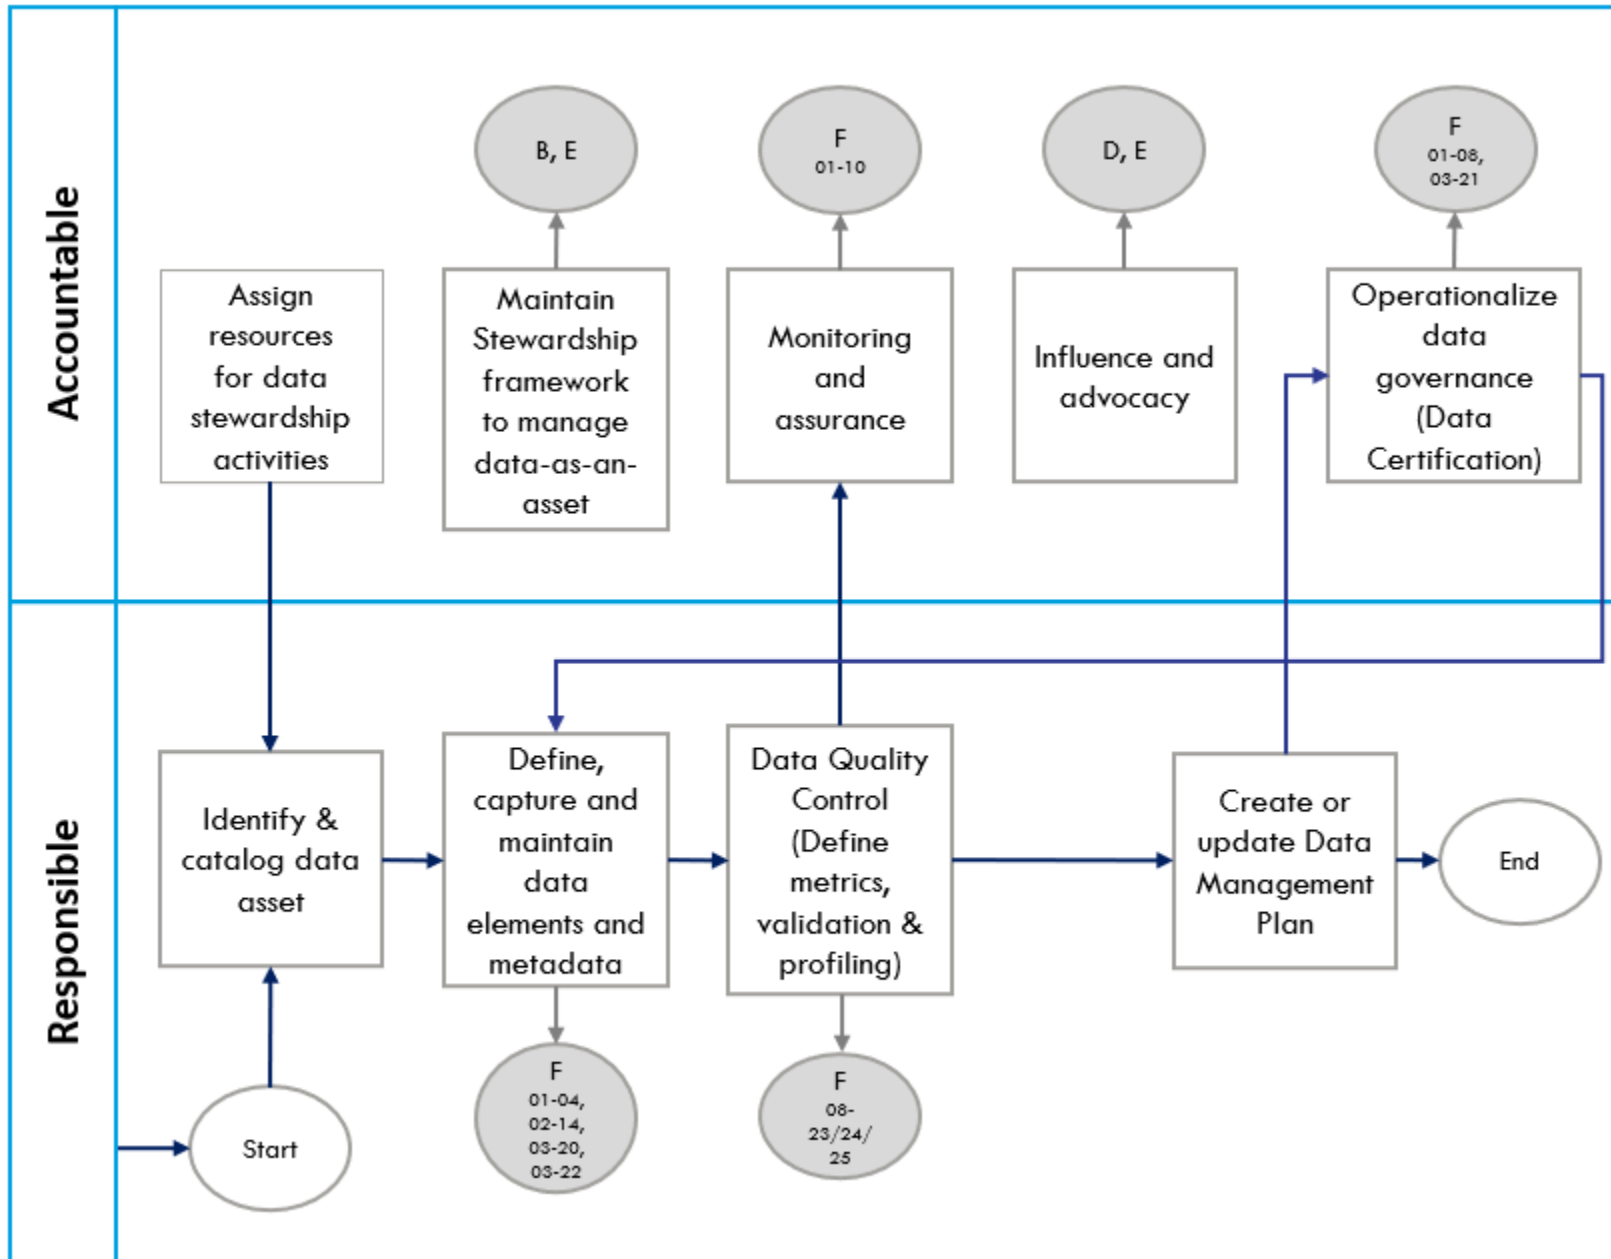 Accountable
B, E
F
01-10
D, E
F
01-08,
03-21
Assign
resources
for data
stewardship
activities
Maintain
Stewardship
framework
to manage
data-as-an-
asset
Monitoring
and
assurance
Influence and
advocacy
Operationalize
data
governance
(Data
Certification)
Responsible
Identify &
catalog data
asset
Define,
capture and
maintain
data
elements and
metadata
Data Quality
Control
(Define
metrics,
validation &
profiling)
Create or
update Data
Management
Plan
End
Start
F
01-04,
02-14,
03-20,
03-22
F
08-
23/24/
25